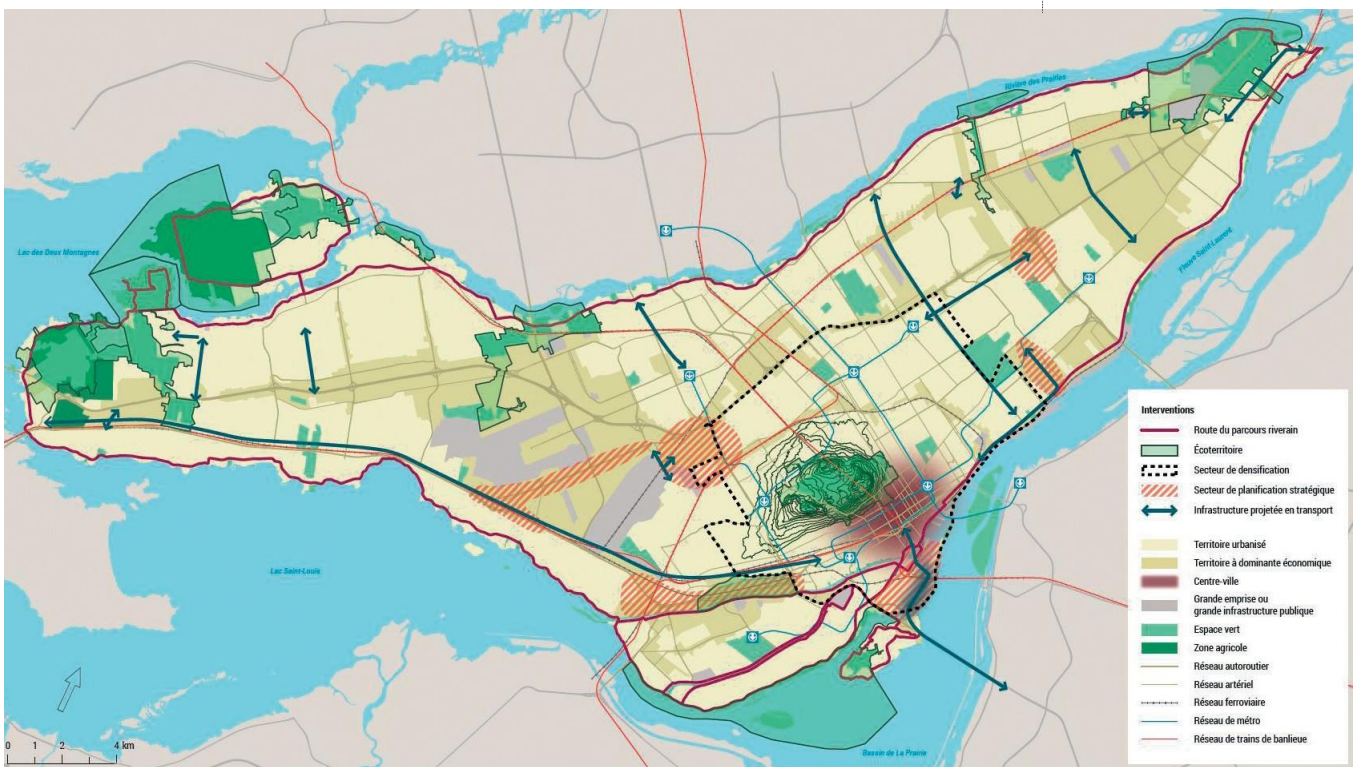 Rivière des Prairies
Lac des Deux Montagnes
Fleuve Saint-Laurent
Lac Saint-Louis
Bassin de La Prairie
0 1 2 4 km
Interventions
Route du parcours riverain
Écoterritoire
Secteur de densification
Secteur de planification stratégique
Infrastructure projetée en transport
Territoire urbanisé
Territoire à dominante économique
Centre-ville
Grande emprise ou
grande infrastructure publique
Espace vert
Zone agricole
Réseau autoroutier
Réseau artériel
Réseau ferroviaire
Réseau de métro
Réseau de trains de banlieue